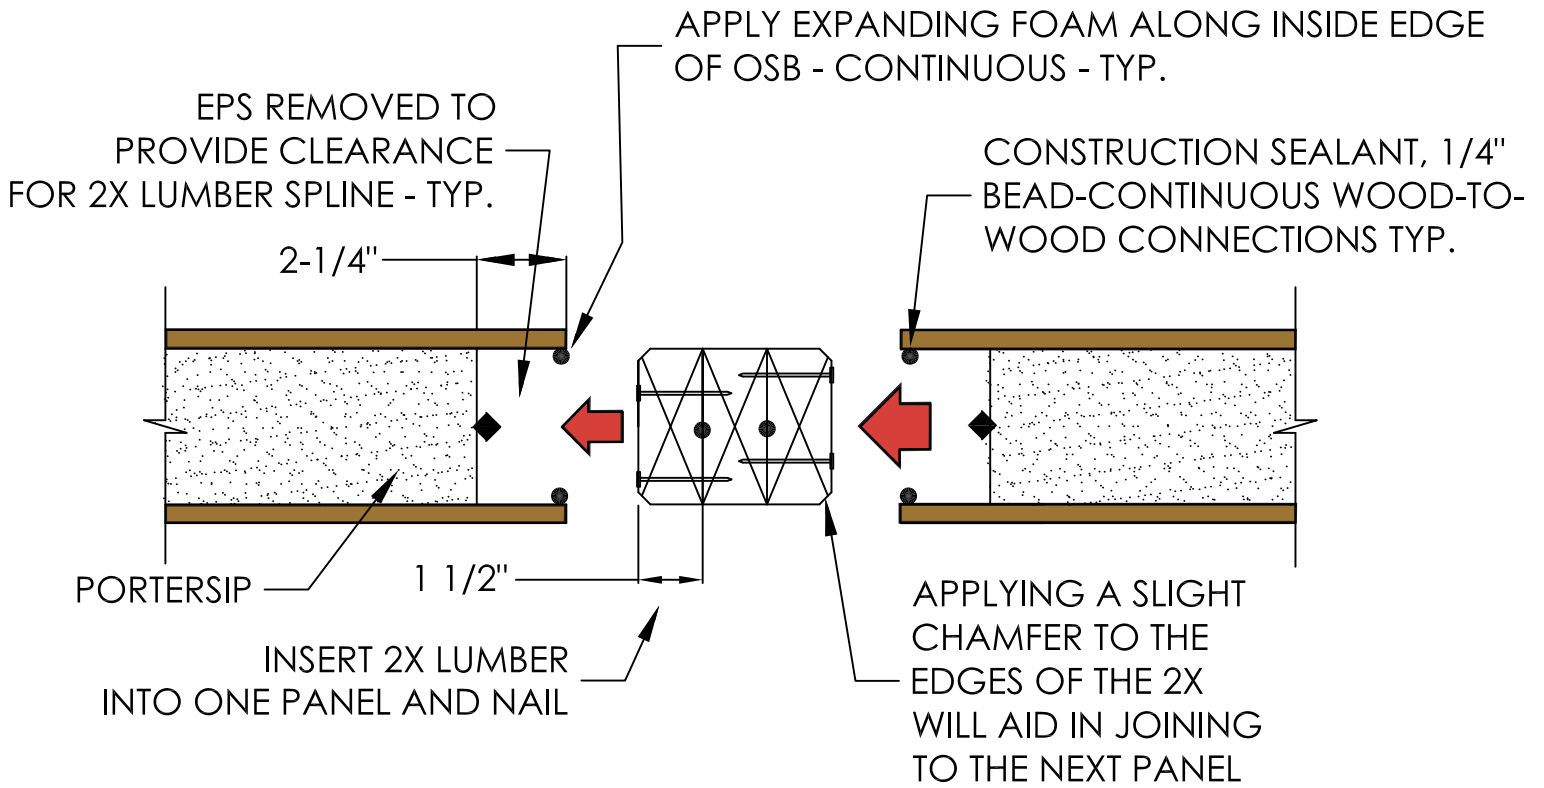 APPLY EXPANDING FOAM ALONG INSIDE EDGE
OF OSB - CONTINUOUS - TYP.
EPS REMOVED TO
PROVIDE CLEARANCE
FOR 2X LUMBER SPLINE - TYP.
CONSTRUCTION SEALANT, 1/4"
BEAD-CONTINUOUS WOOD-TO-
WOOD CONNECTIONS TYP.
2-1/4"
PORTERSIP
1 1/2"
INSERT 2X LUMBER
INTO ONE PANEL AND NAIL
APPLYING A SLIGHT
CHAMFER TO THE
EDGES OF THE 2X
WILL AID IN JOINING
TO THE NEXT PANEL